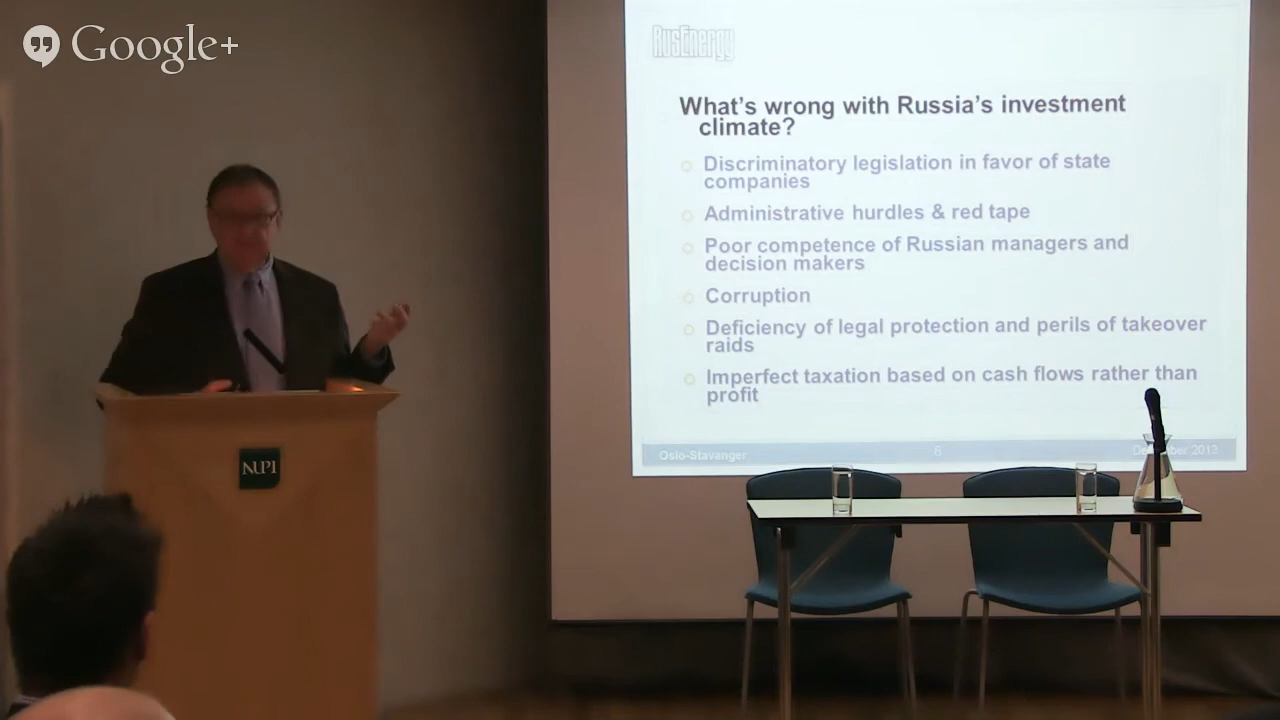 Google+
RusEnergy
What's wrong with Russia's investment
climate?
Discriminatory legislation in favor of state
companies
Administrative hurdles & red tape
Poor competence of Russian managers and
decision makers
Corruption
Deficiency of legal protection and perils of takeover
raids
Imperfect taxation based on cash flows rather than
profit
Oslo-Stavanger
6
2013
NUPI